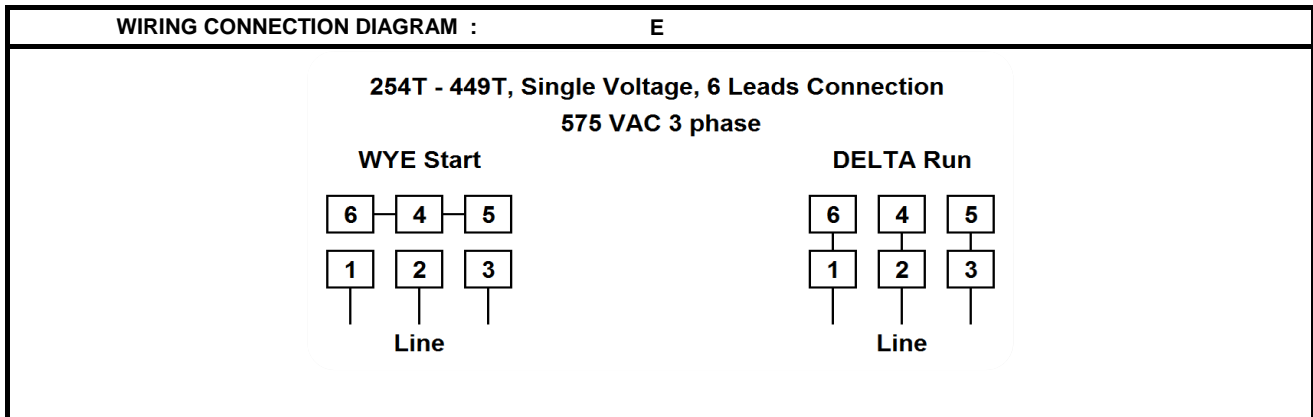 WIRING CONNECTION DIAGRAM : E
254T - 449T, Single Voltage, 6 Leads Connection
575 VAC 3 phase
WYE Start
6 4 5
1 2 3
Line
DELTA Run
6 4 5
1 2 3
Line